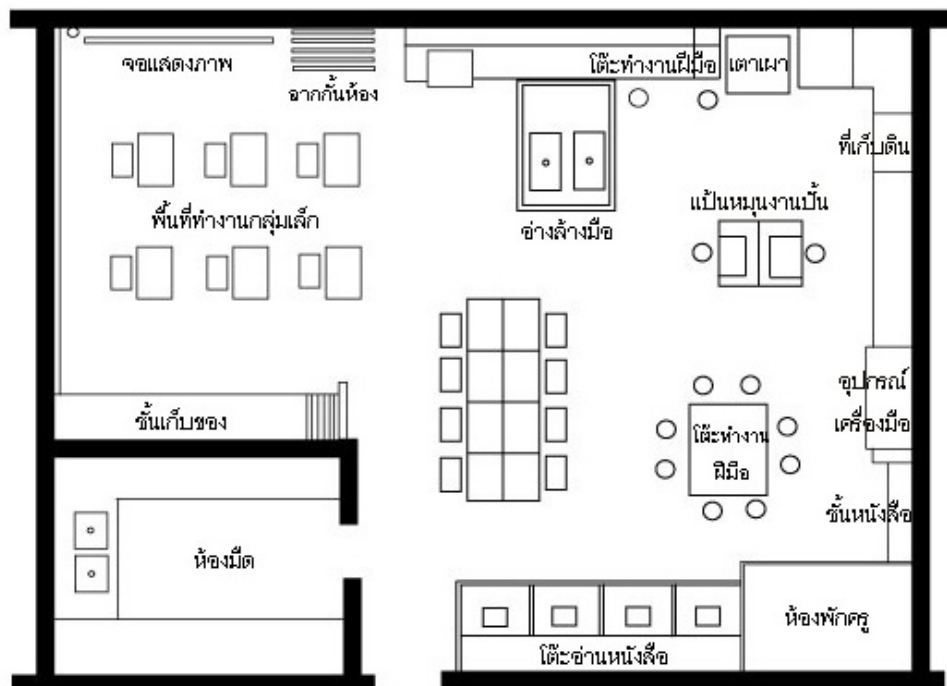 จอแสดงภาพ
ฉากกั้นห้อง
โต๊ะทำงานฝีมือ
เตาเผา
ที่เก็บดิน
พื้นที่ทำงานกลุ่มเล็ก
อ่างล้างมือ
แป้นหมุนงานปั้น
อุปกรณ์
เครื่องมือ
ชั้นเก็บของ
โต๊ะทำงาน
ฝีมือ
ชั้นหนังสือ
ห้องมืด
ห้องพักครู
โต๊ะอ่านหนังสือ